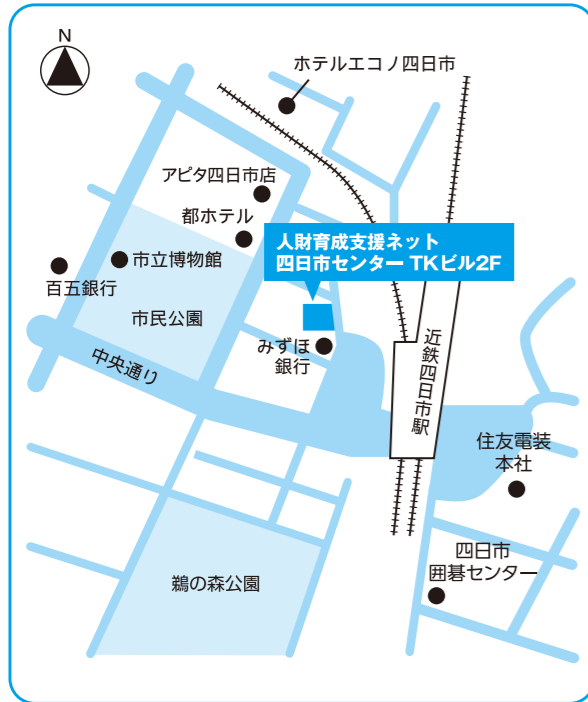 N
ホテルエコノ四日市
アピタ四日市店
都ホテル
人財育成支援ネット
四日市センター TKビル2F
市立博物館
百五銀行
市民公園
みずほ
銀行
中央通り
近鉄四日市駅
住友電装
本社
四日市
囲碁センター
鵜の森公園